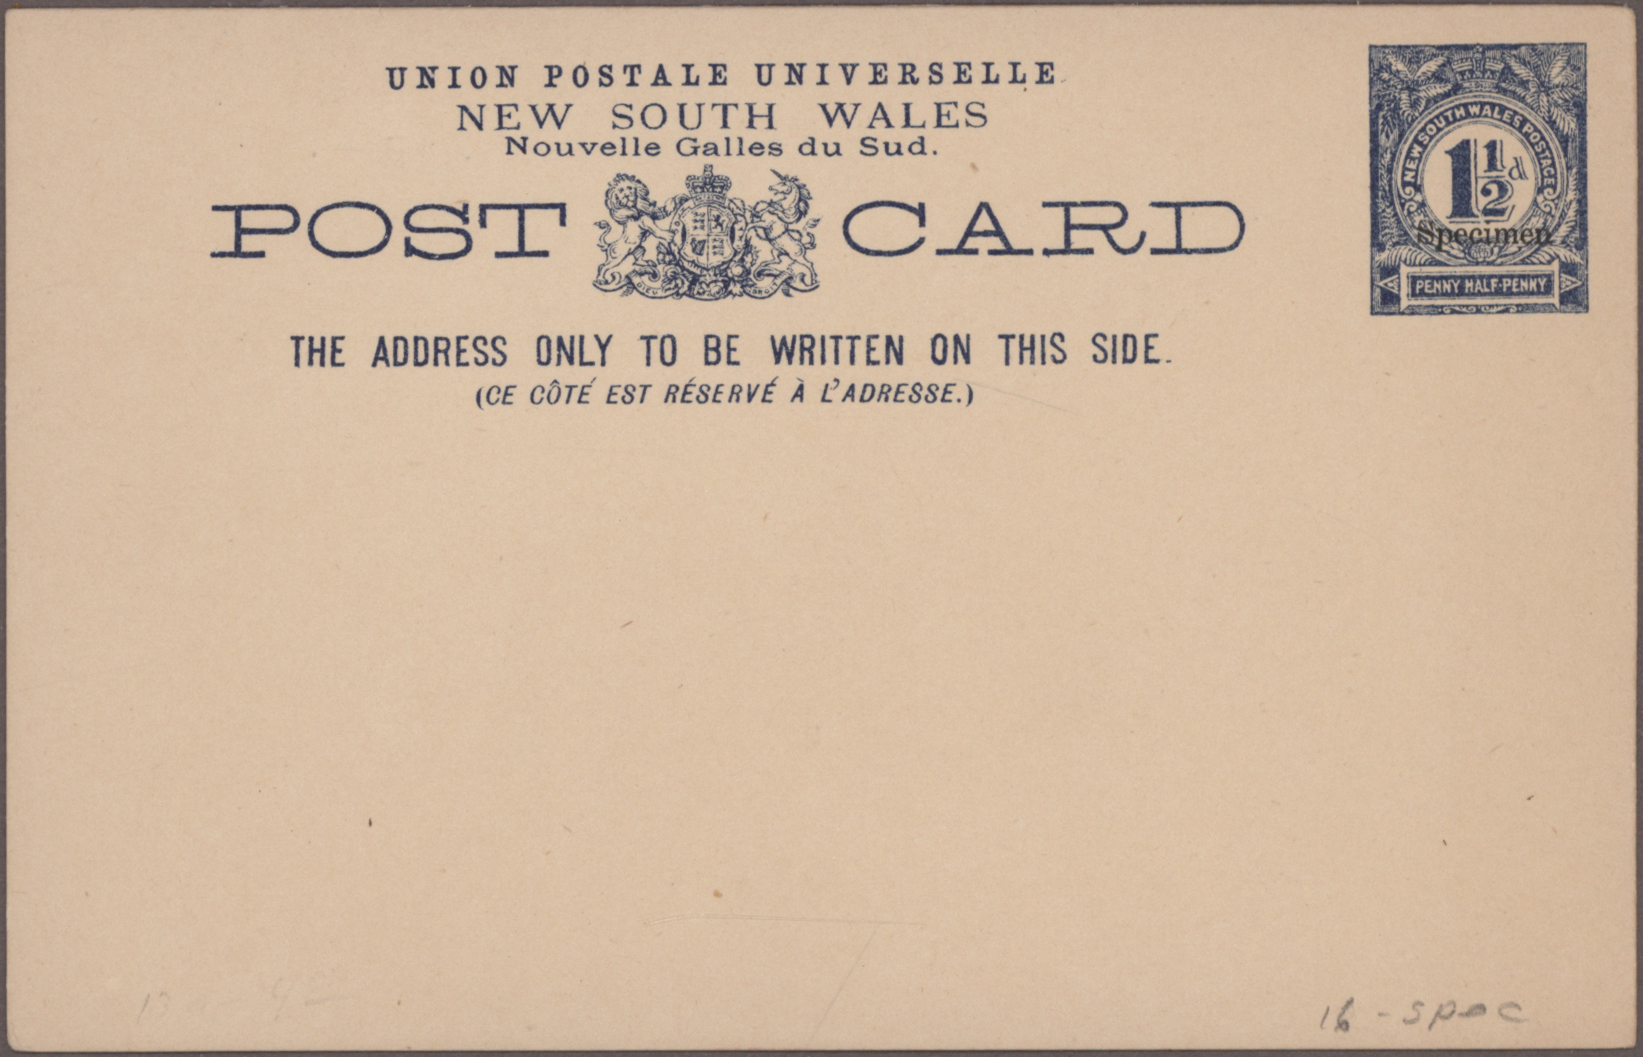 UNION POSTALE UNIVERSELLE.
NEW SOUTH WALES
Nouvelle Galles du Sud.
POST CARD
THE ADDRESS ONLY TO BE WRITTEN ON THIS SIDE.
(CE CÔTÉ EST RÉSERVÉ À L'ADRESSE.)
NEW SOUTH WALES POSTAGE
1½d
Specimen
PENNY HALF-PENNY
16 - spec